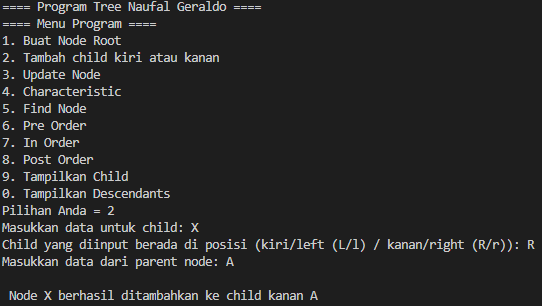 ==== Program Tree Naufal Geraldo ====
==== Menu Program ====
1. Buat Node Root
2. Tambah child kiri atau kanan
3. Update Node
4. Characteristic
5. Find Node
6. Pre Order
7. In Order
8. Post Order
9. Tampilkan Child
0. Tampilkan Descendants
Pilihan Anda = 2
Masukkan data untuk child: X
Child yang diinput berada di posisi (kiri/left (L/l) / kanan/right (R/r)): R
Masukkan data dari parent node: A
Node X berhasil ditambahkan ke child kanan A